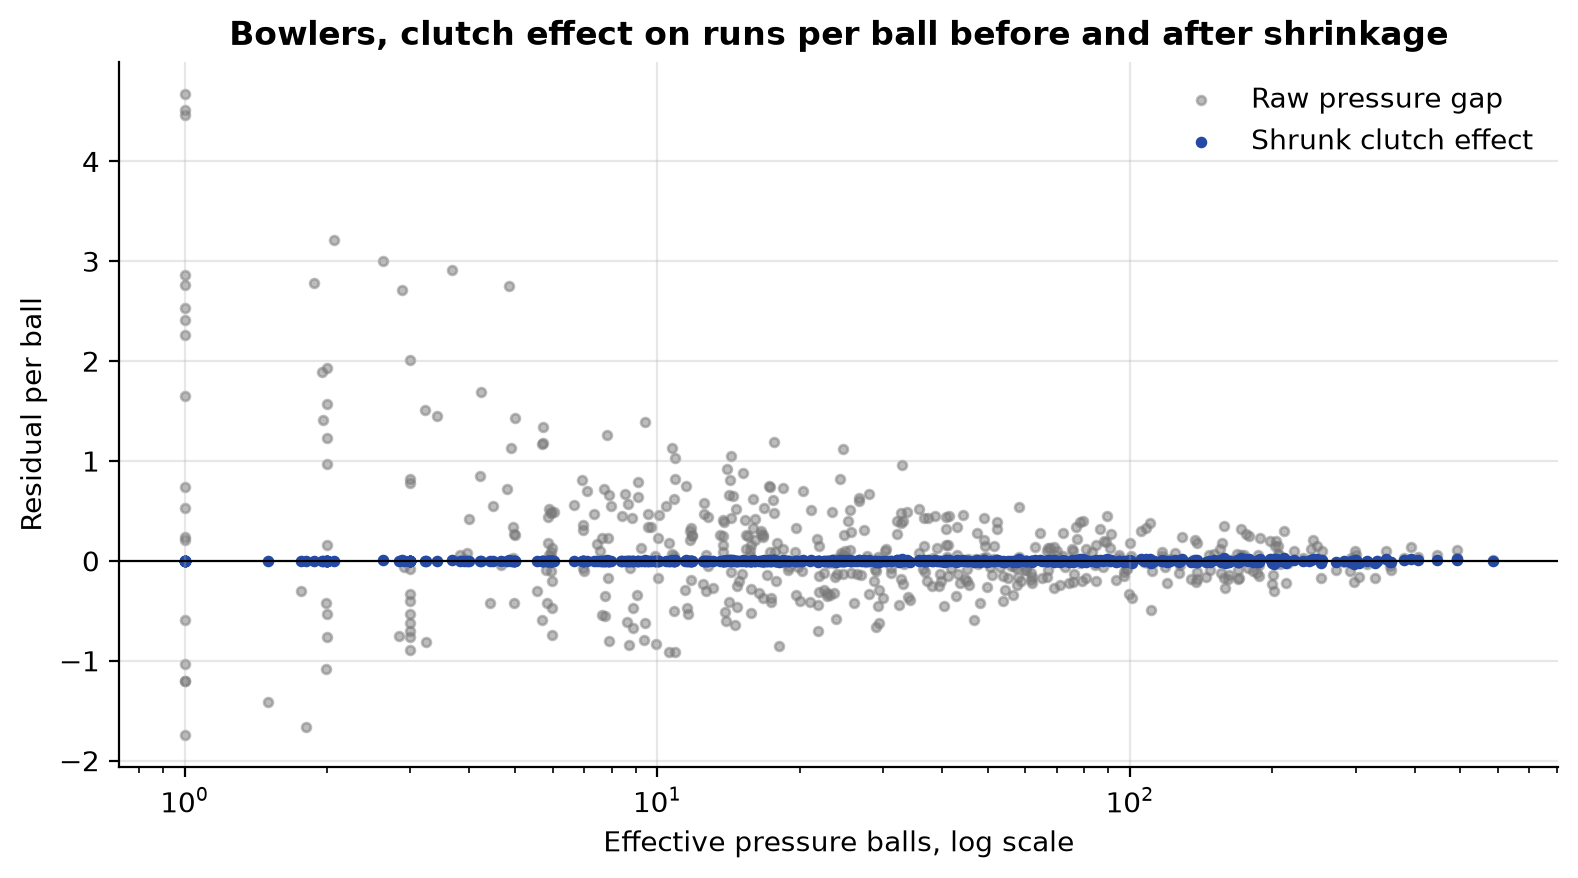 Bowlers, clutch effect on runs per ball before and after shrinkage
Raw pressure gap
Shrunk clutch effect
Residual per ball
4
3
2
1
0
−1
−2
10⁰
10¹
10²
Effective pressure balls, log scale